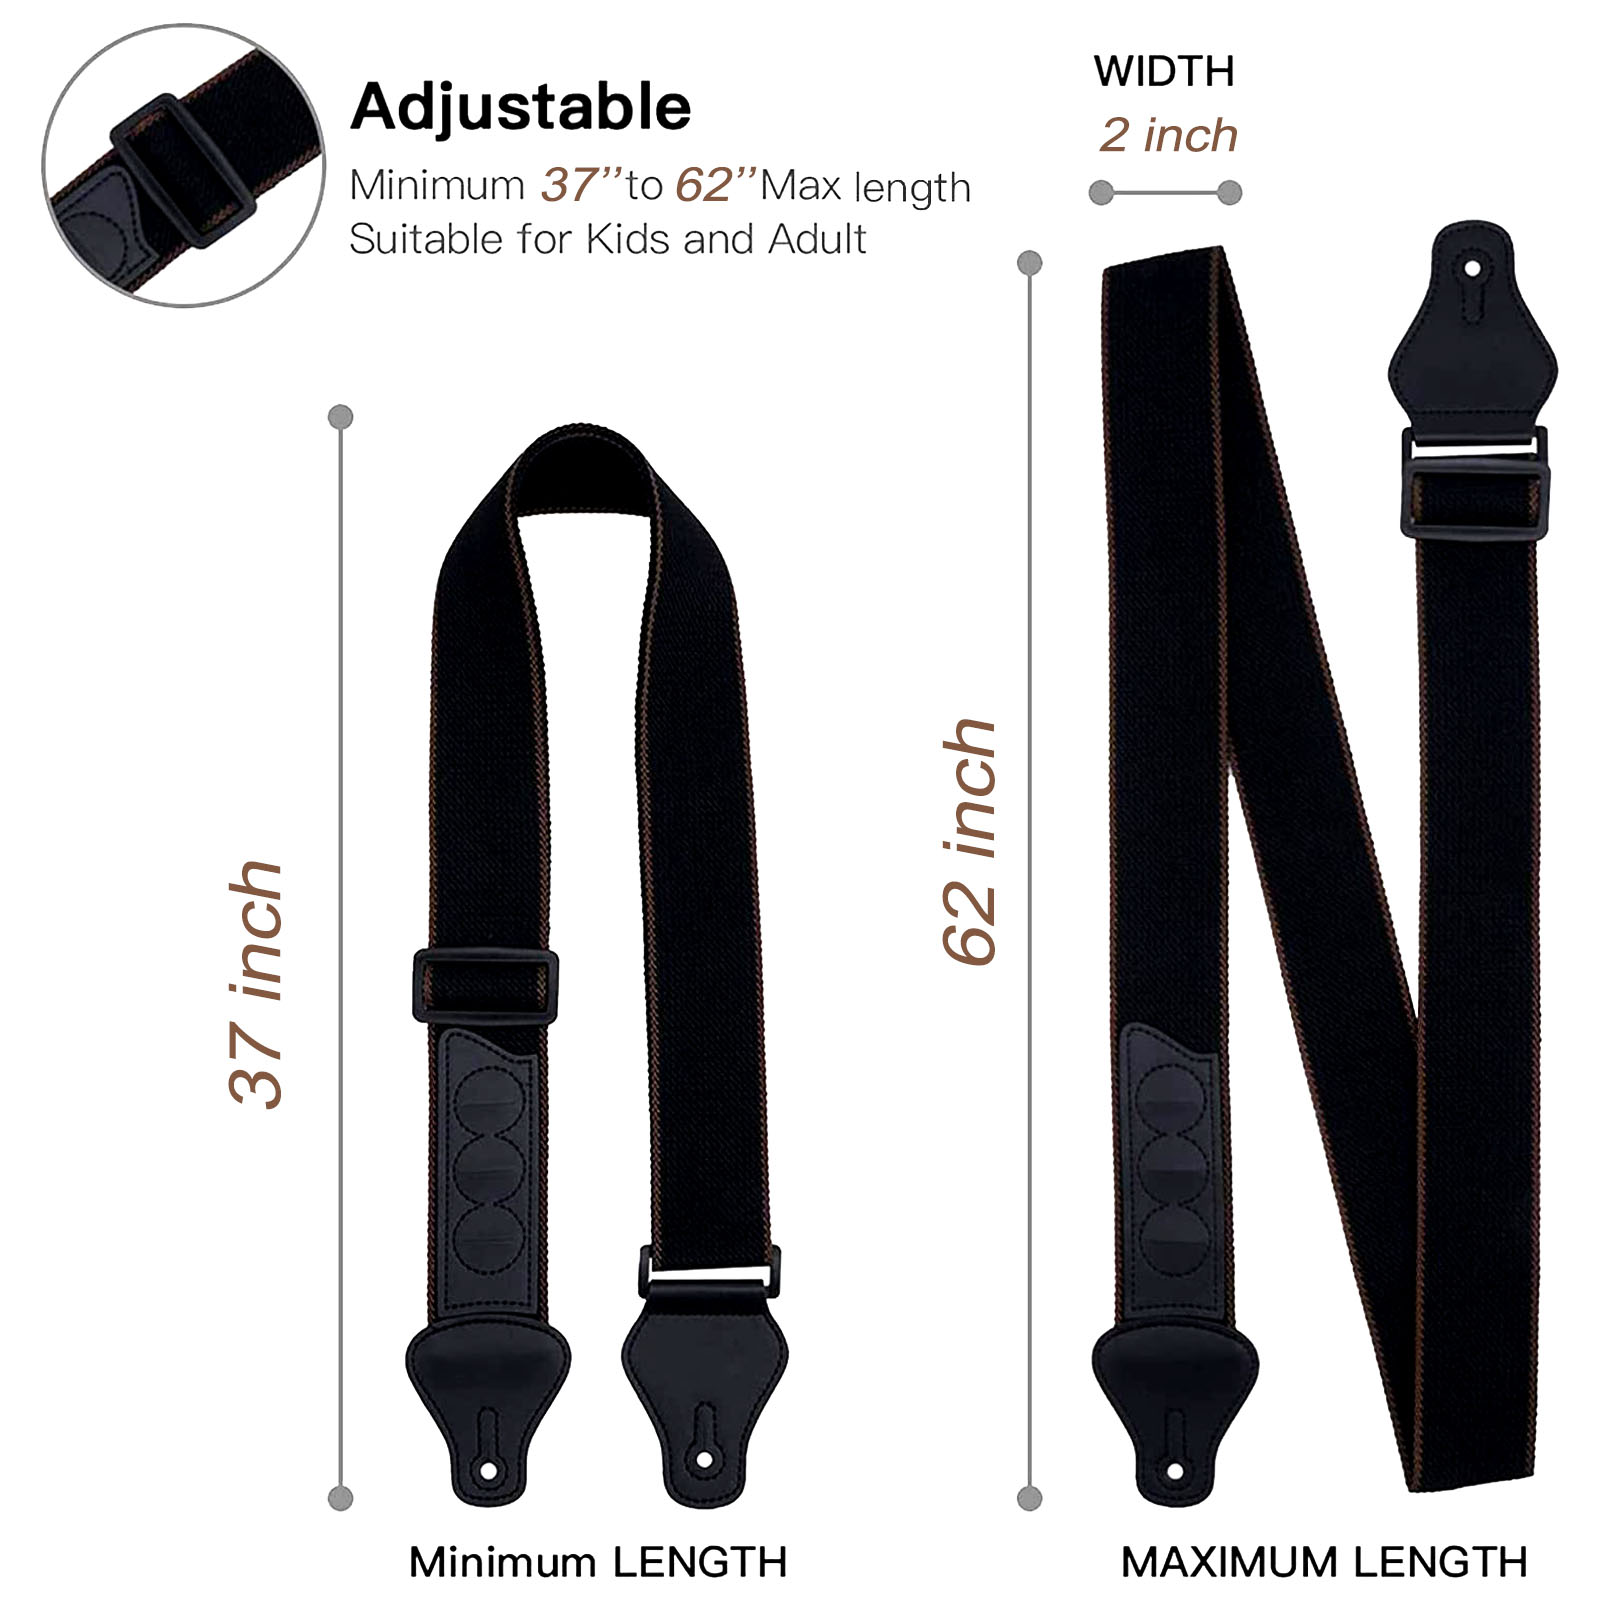 Adjustable
Minimum 37’’to 62’’Max length
Suitable for Kids and Adult
WIDTH
2 inch
37 inch
62 inch
Minimum LENGTH
MAXIMUM LENGTH